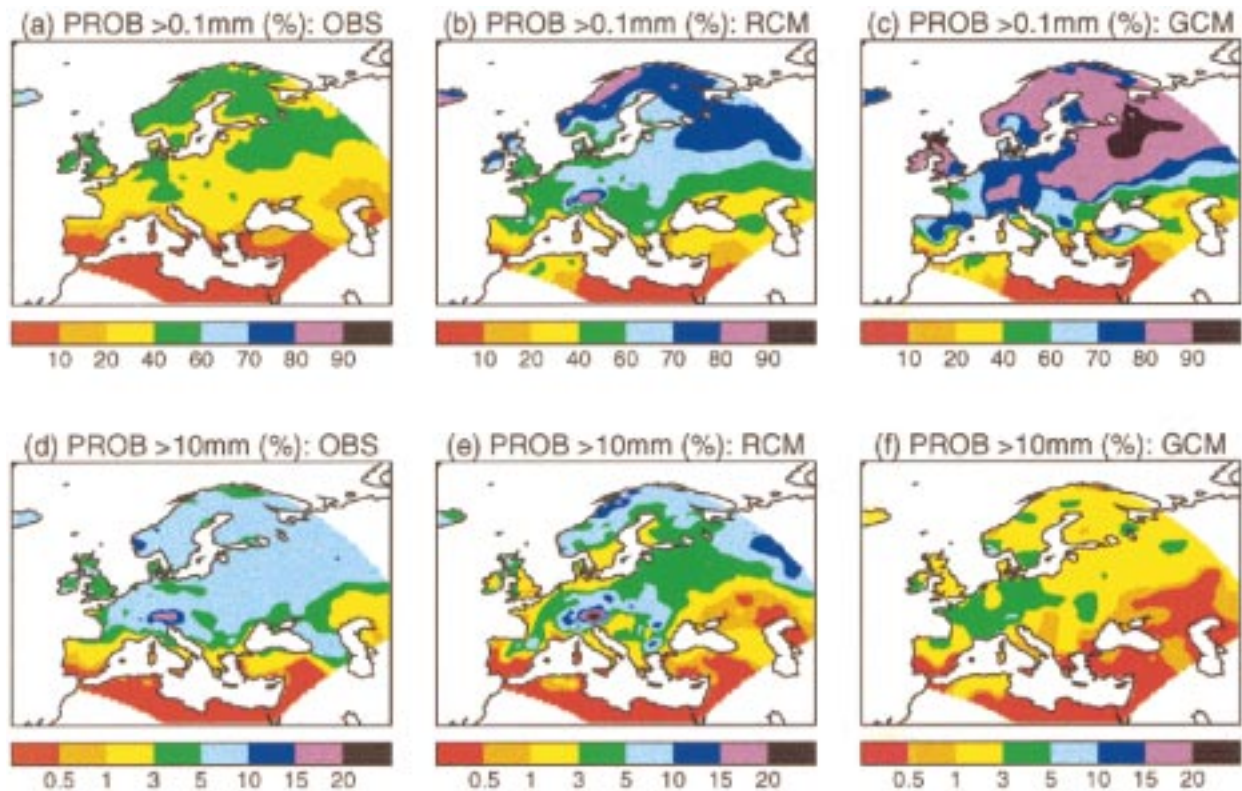 (a) PROB >0.1mm (%): OBS
(b) PROB >0.1mm (%): RCM
(c) PROB >0.1mm (%): GCM
10 20 40 60 70 80 90
10 20 40 60 70 80 90
10 20 40 60 70 80 90
(d) PROB >10mm (%): OBS
(e) PROB >10mm (%): RCM
(f) PROB >10mm (%): GCM
0.5 1 3 5 10 15 20
0.5 1 3 5 10 15 20
0.5 1 3 5 10 15 20